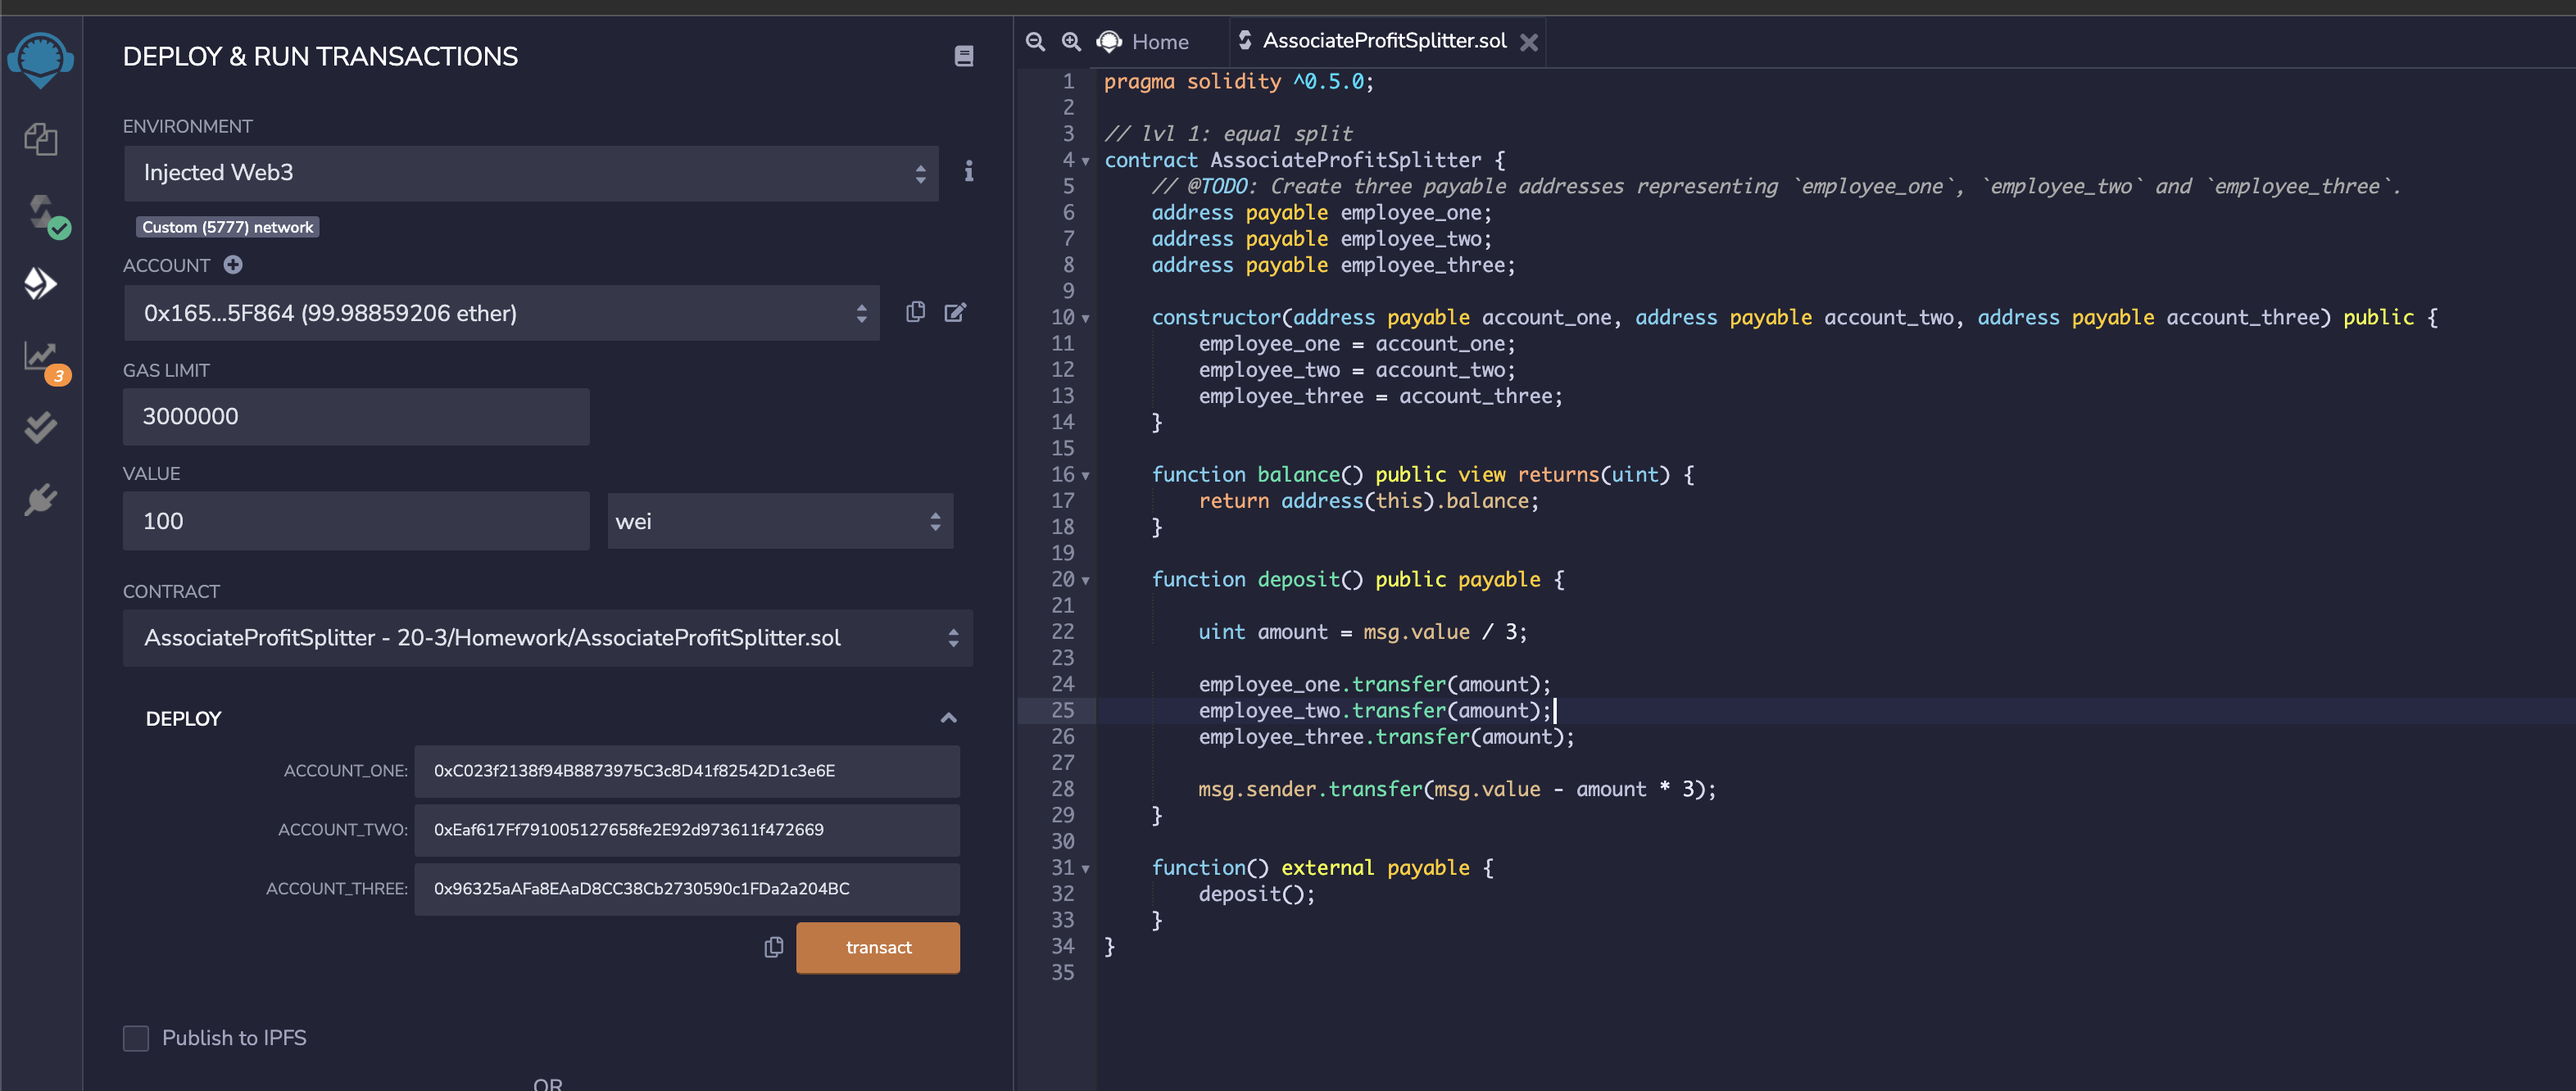 DEPLOY & RUN TRANSACTIONS
ENVIRONMENT
Injected Web3
Custom (5777) network
ACCOUNT
0x165...5F864 (99.98859206 ether)
GAS LIMIT
3000000
VALUE
100
wei
CONTRACT
AssociateProfitSplitter - 20-3/Homework/AssociateProfitSplitter.sol
DEPLOY
ACCOUNT_ONE: 0xC023f2138f94B8873975C3c8D41f82542D1c3e6E
ACCOUNT_TWO: 0xEaf617Ff791005127658fe2E92d973611f472669
ACCOUNT_THREE: 0x96325aAFa8EAaD8CC38Cb2730590c1FDa2a204BC
transact
Publish to IPFS
OR
3
Home
AssociateProfitSplitter.sol
1 pragma solidity ^0.5.0;
2
3 // lvl 1: equal split
4 contract AssociateProfitSplitter {
5     // @TODO: Create three payable addresses representing `employee_one`, `employee_two` and `employee_three`.
6     address payable employee_one;
7     address payable employee_two;
8     address payable employee_three;
9
10     constructor(address payable account_one, address payable account_two, address payable account_three) public {
11         employee_one = account_one;
12         employee_two = account_two;
13         employee_three = account_three;
14     }
15
16     function balance() public view returns(uint) {
17         return address(this).balance;
18     }
19
20     function deposit() public payable {
21
22         uint amount = msg.value / 3;
23
24         employee_one.transfer(amount);
25         employee_two.transfer(amount);
26         employee_three.transfer(amount);
27
28         msg.sender.transfer(msg.value - amount * 3);
29     }
30
31     function() external payable {
32         deposit();
33     }
34 }
35